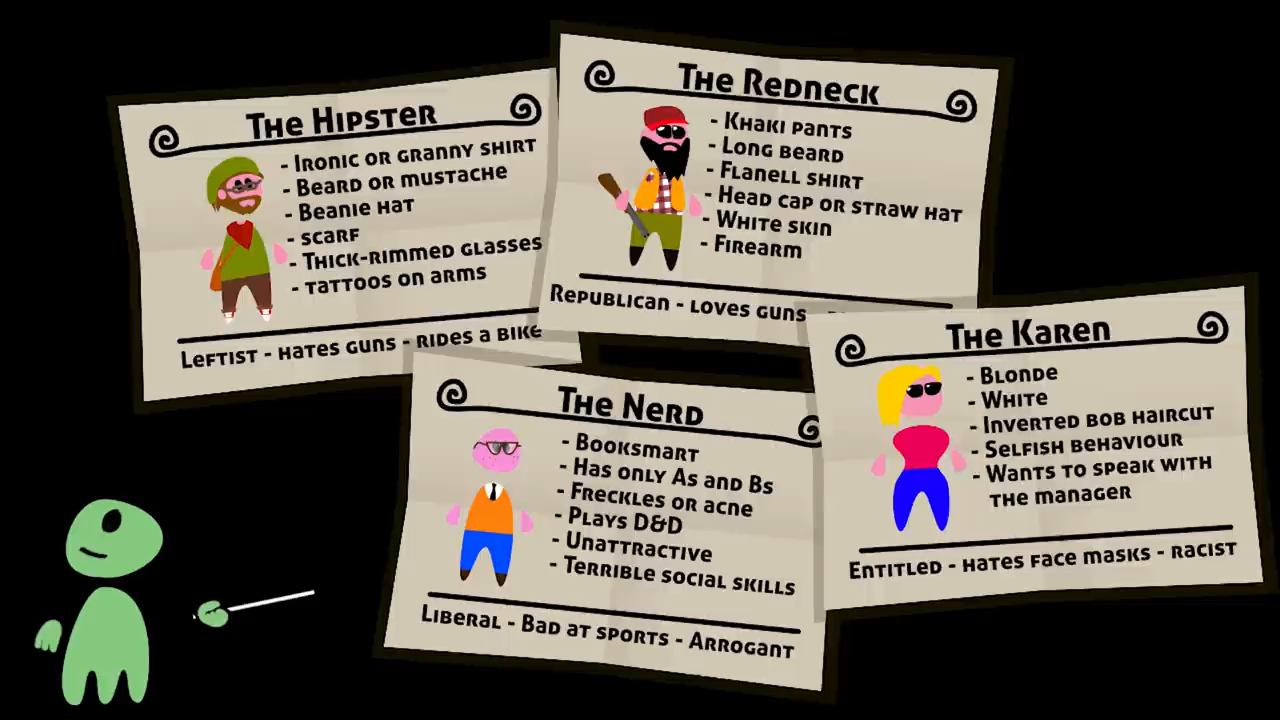 The Hipster
- Ironic or granny shirt
- Beard or mustache
- Beanie hat
- scarf
- Thick-rimmed glasses
- tattoos on arms
Leftist - hates guns - rides a bike
The Redneck
- Khaki pants
- Long beard
- Flanell shirt
- Head cap or straw hat
- White skin
- Firearm
Republican - loves guns
The Nerd
- Booksmart
- Has only As and Bs
- Freckles or acne
- Plays D&D
- Unattractive
- Terrible social skills
Liberal - Bad at sports - Arrogant
The Karen
- Blonde
- White
- Inverted bob haircut
- Selfish behaviour
- Wants to speak with
the manager
Entitled - hates face masks - racist